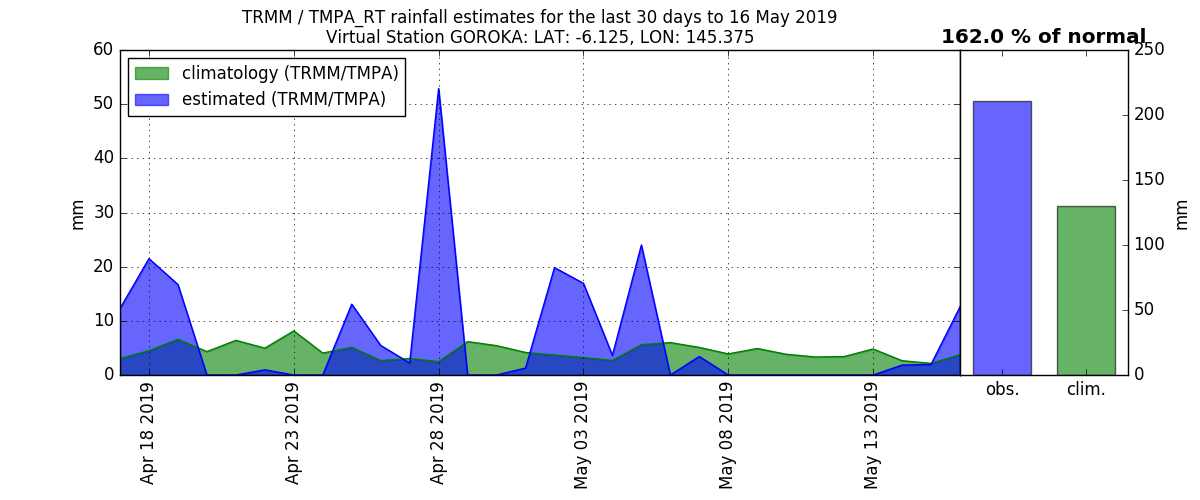 TRMM / TMPA_RT rainfall estimates for the last 30 days to 16 May 2019
Virtual Station GOROKA: LAT: -6.125, LON: 145.375
162.0 % of normal
climatology (TRMM/TMPA)
estimated (TRMM/TMPA)
mm
60
50
40
30
20
10
0
Apr 18 2019
Apr 23 2019
Apr 28 2019
May 03 2019
May 08 2019
May 13 2019
obs.
clim.
250
200
150
100
50
0
mm